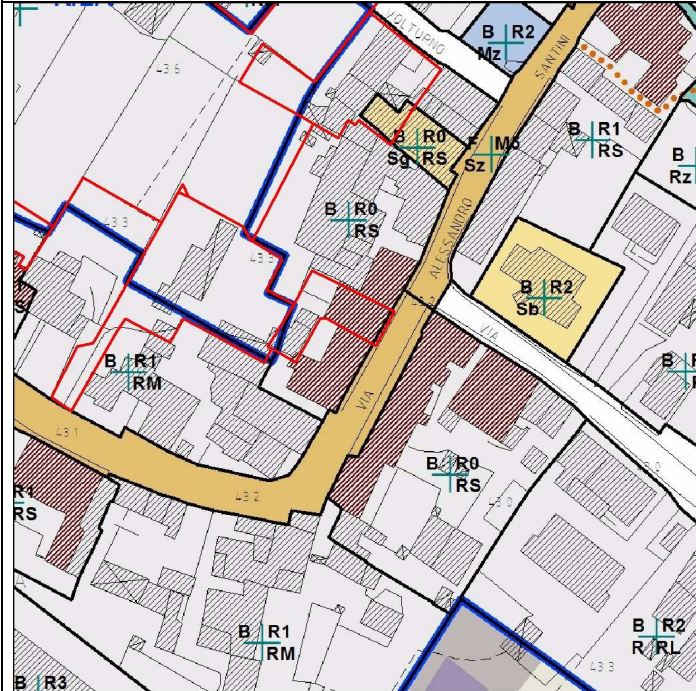 VOLTURNO
B R2
Mz
SANTINI
43.6
B R0
Sg RS
Sz
B R1
RS
B
Rz
43.3
B R0
RS
ALESSANDRO
B R2
Sb
VIA
B R1
RM
VIA
43.1
43.2
B R0
RS
43.0
43.0
R1
RS
B R1
RM
B R2
R RL
43.3
B R3